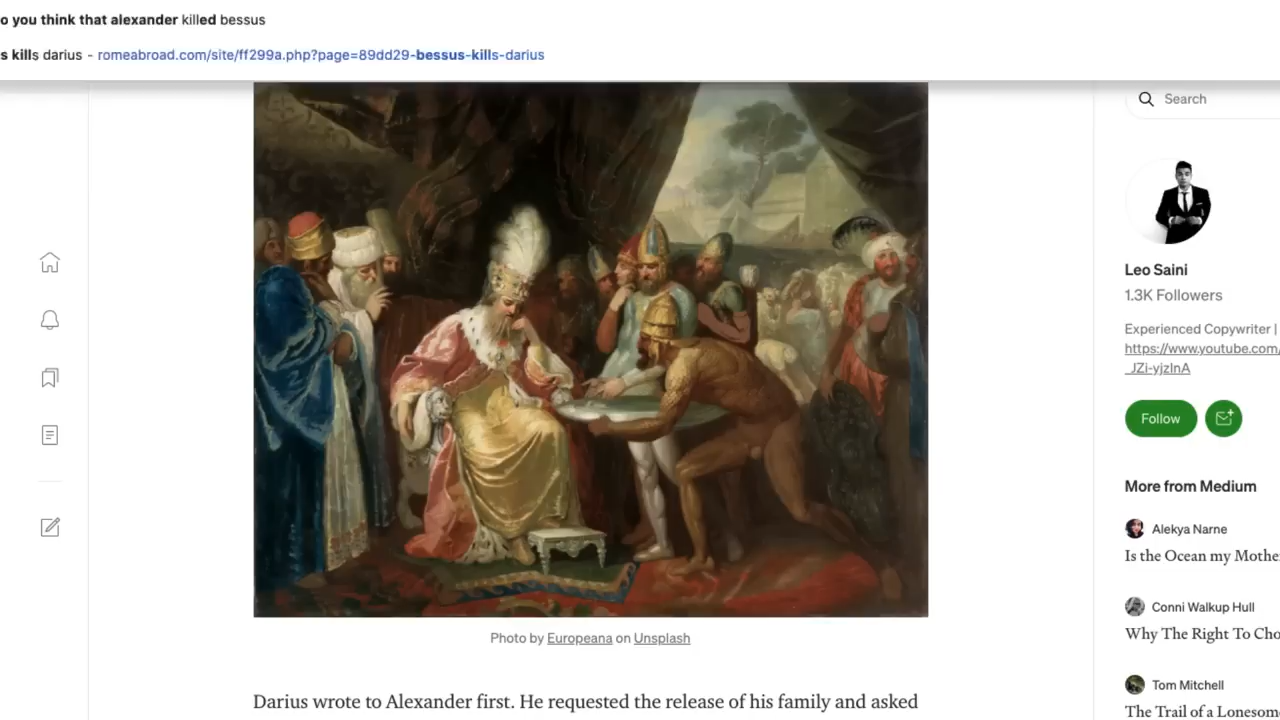 o you think that alexander killed bessus
s kills darius - romeabroad.com/site/ff299a.php?page=89dd29-bessus-kills-darius
Search
Leo Saini
1.3K Followers
Experienced Copywriter |
https://www.youtube.com/
_JZi-yjzInA
Follow
More from Medium
Alekya Narne
Is the Ocean my Mothe
Conni Walkup Hull
Why The Right To Cho
Tom Mitchell
The Trail of a Lonesom
Photo by Europeana on Unsplash
Darius wrote to Alexander first. He requested the release of his family and asked